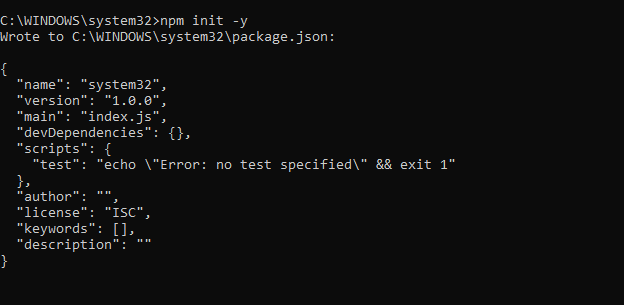 C:\WINDOWS\system32>npm init -y
Wrote to C:\WINDOWS\system32\package.json:
{
"name": "system32",
"version": "1.0.0",
"main": "index.js",
"devDependencies": {},
"scripts": {
"test": "echo \"Error: no test specified\" && exit 1"
},
"author": "",
"license": "ISC",
"keywords": [],
"description": ""
}